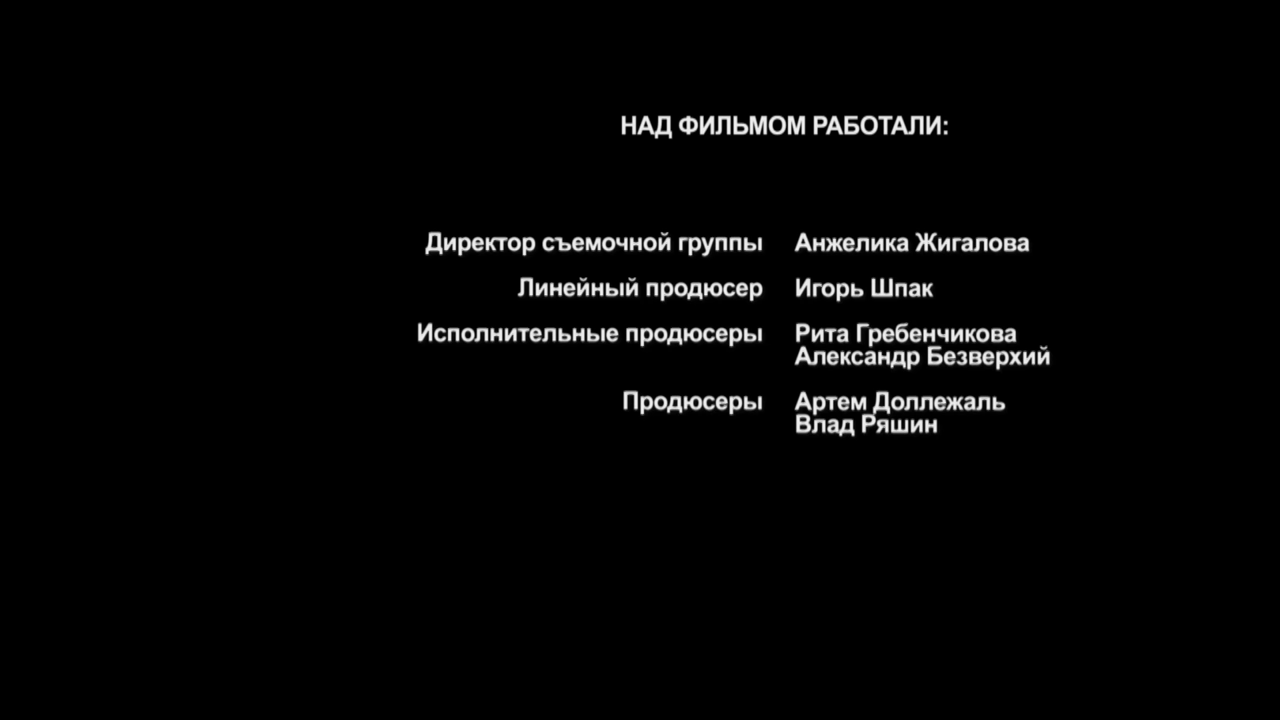 НАД ФИЛЬМОМ РАБОТАЛИ:
Директор съемочной группы Анжелика Жигалова
Линейный продюсер Игорь Шпак
Исполнительные продюсеры Рита Гребенчикова
Александр Безверхий
Продюсеры Артем Доллежаль
Влад Ряшин